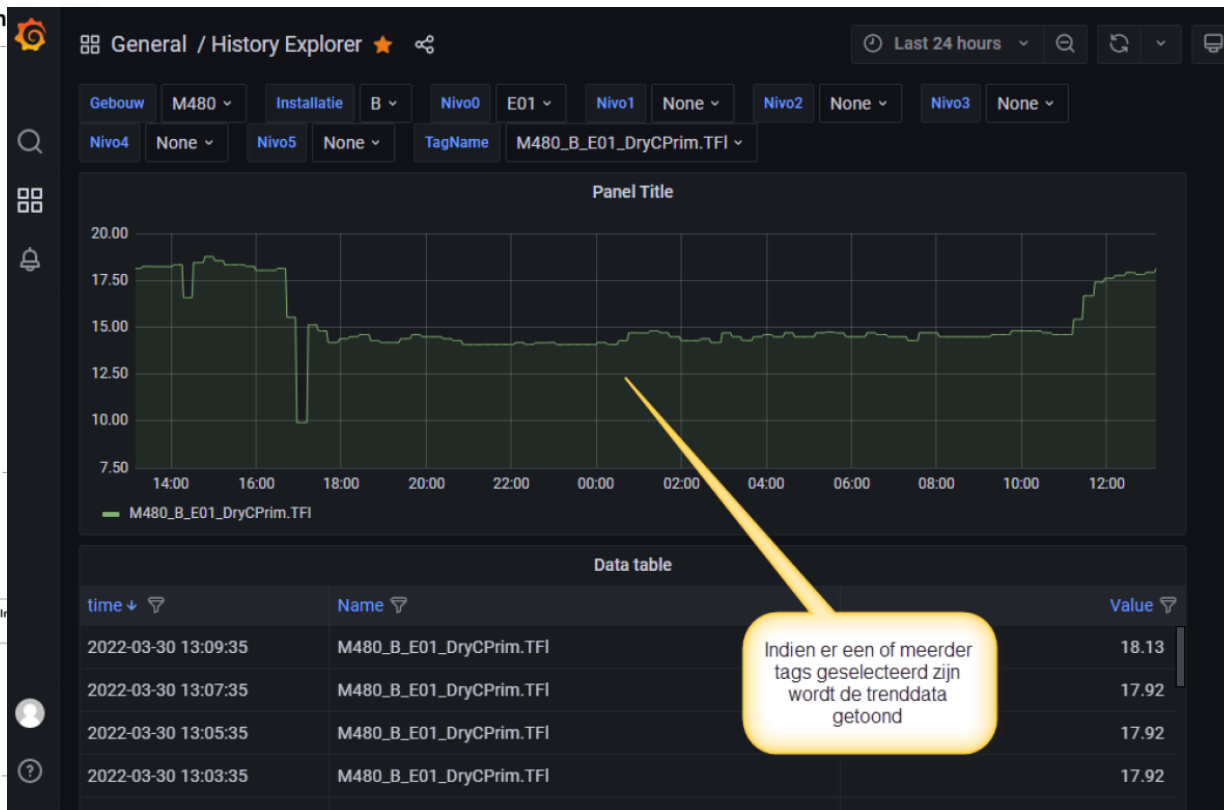 General / History Explorer
Last 24 hours
Gebouw M480 Installatie B Nivo0 E01 Nivo1 None Nivo2 None Nivo3 None
Nivo4 None Nivo5 None TagName M480_B_E01_DryCPrim.TFl
Panel Title
20.00
17.50
15.00
12.50
10.00
7.50
14:00 16:00 18:00 20:00 22:00 00:00 02:00 04:00 06:00 08:00 10:00 12:00
M480_B_E01_DryCPrim.TFl
Data table
time Name Value
2022-03-30 13:09:35 M480_B_E01_DryCPrim.TFl 18.13
2022-03-30 13:07:35 M480_B_E01_DryCPrim.TFl 17.92
2022-03-30 13:05:35 M480_B_E01_DryCPrim.TFl 17.92
2022-03-30 13:03:35 M480_B_E01_DryCPrim.TFl 17.92
Indien er een of meerder
tags geselecteerd zijn
wordt de trenddata
getoond